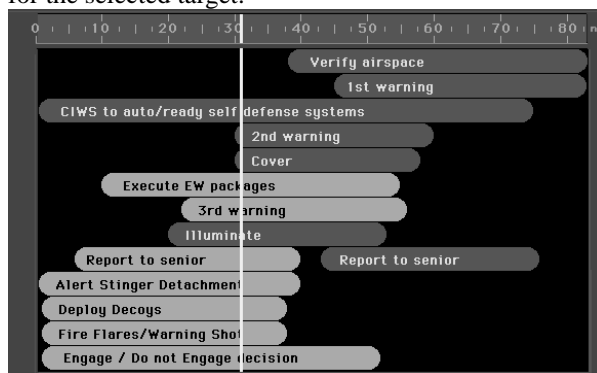 for the selected target.
0 10 20 30 40 50 60 70 80
Verify airspace
1st warning
CIWS to auto/ready self defense systems
2nd warning
Cover
Execute EW packages
3rd warning
Illuminate
Report to senior Report to senior
Alert Stinger Detachment
Deploy Decoys
Fire Flares/Warning Shot
Engage / Do not Engage decision